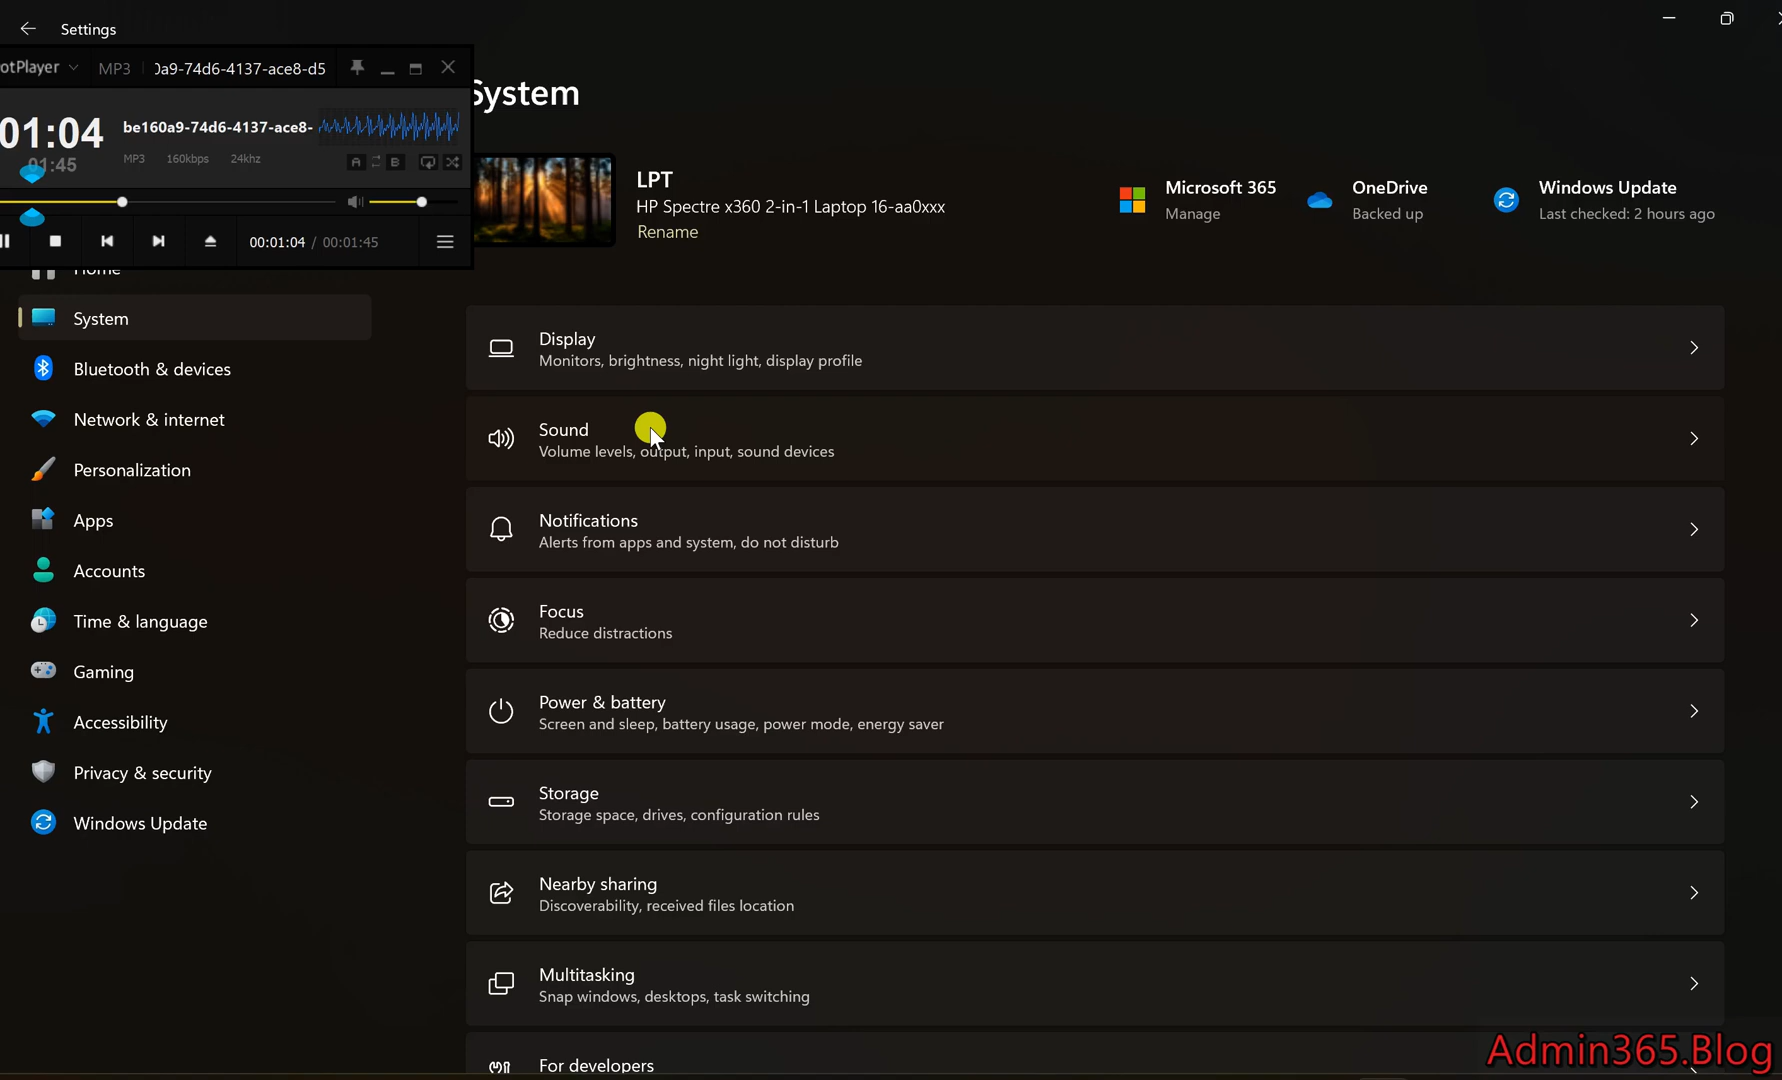 Settings
otPlayer
MP3
0a9-74d6-4137-ace8-d5
01:04
be160a9-74d6-4137-ace8-
01:45
MP3 160kbps 24khz
A B
00:01:04 / 00:01:45
System
LPT
HP Spectre x360 2-in-1 Laptop 16-aa0xxx
Rename
Microsoft 365
Manage
OneDrive
Backed up
Windows Update
Last checked: 2 hours ago
Home
System
Bluetooth & devices
Network & internet
Personalization
Apps
Accounts
Time & language
Gaming
Accessibility
Privacy & security
Windows Update
Display
Monitors, brightness, night light, display profile
Sound
Volume levels, output, input, sound devices
Notifications
Alerts from apps and system, do not disturb
Focus
Reduce distractions
Power & battery
Screen and sleep, battery usage, power mode, energy saver
Storage
Storage space, drives, configuration rules
Nearby sharing
Discoverability, received files location
Multitasking
Snap windows, desktops, task switching
For developers
Admin365.Blog